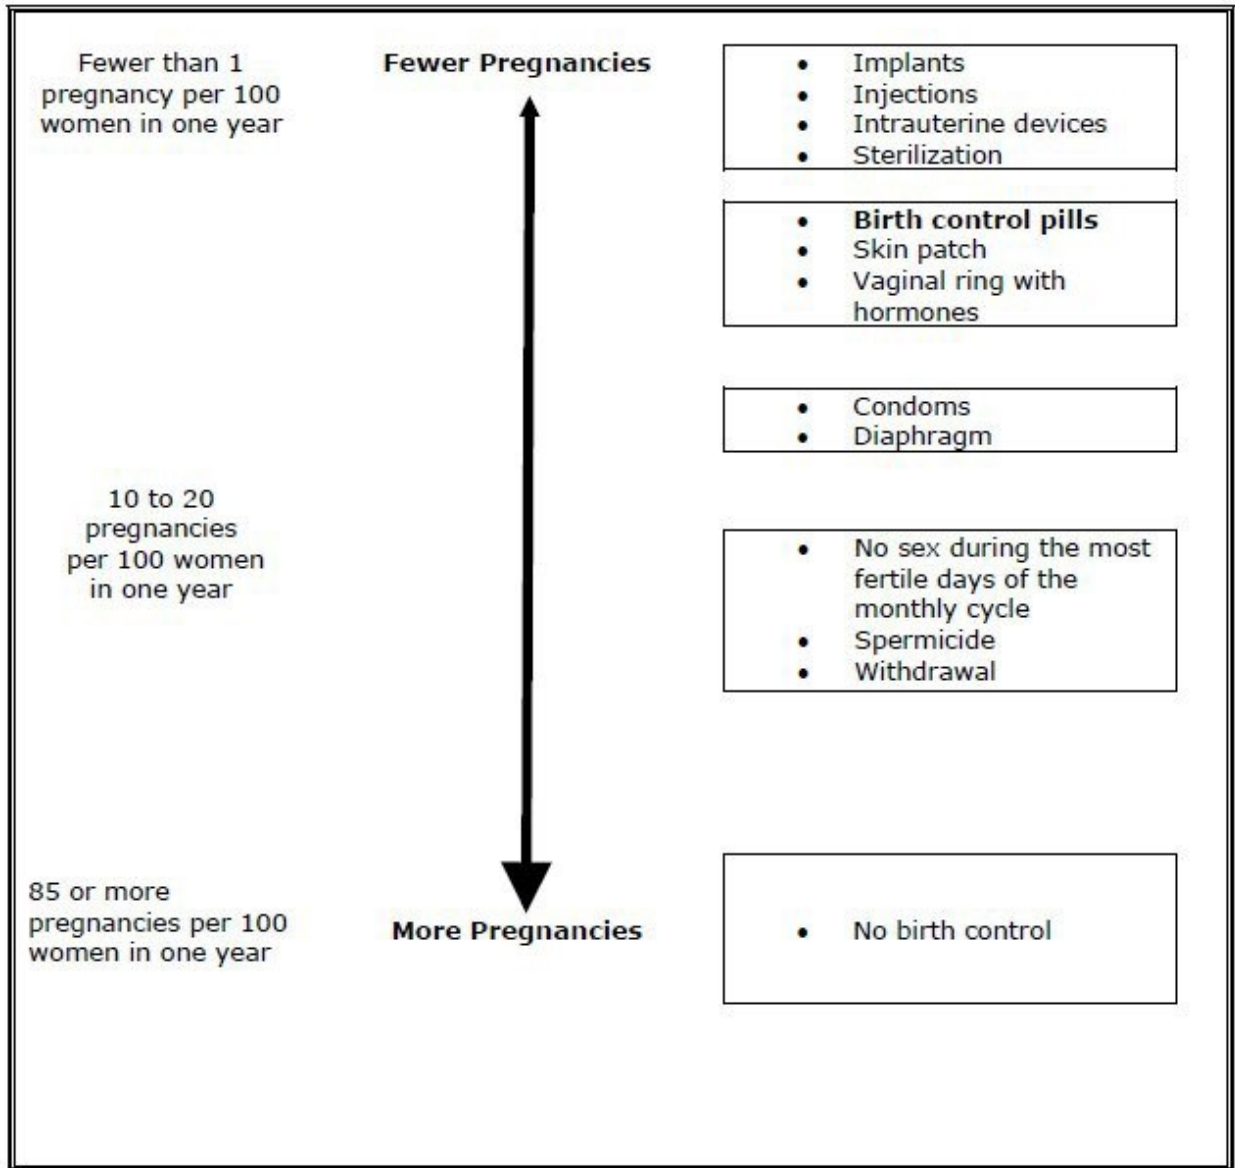 Fewer than 1
pregnancy per 100
women in one year
Fewer Pregnancies
• Implants
• Injections
• Intrauterine devices
• Sterilization
• Birth control pills
• Skin patch
• Vaginal ring with
hormones
• Condoms
• Diaphragm
10 to 20
pregnancies
per 100 women
in one year
• No sex during the most
fertile days of the
monthly cycle
• Spermicide
• Withdrawal
85 or more
pregnancies per 100
women in one year
More Pregnancies
• No birth control